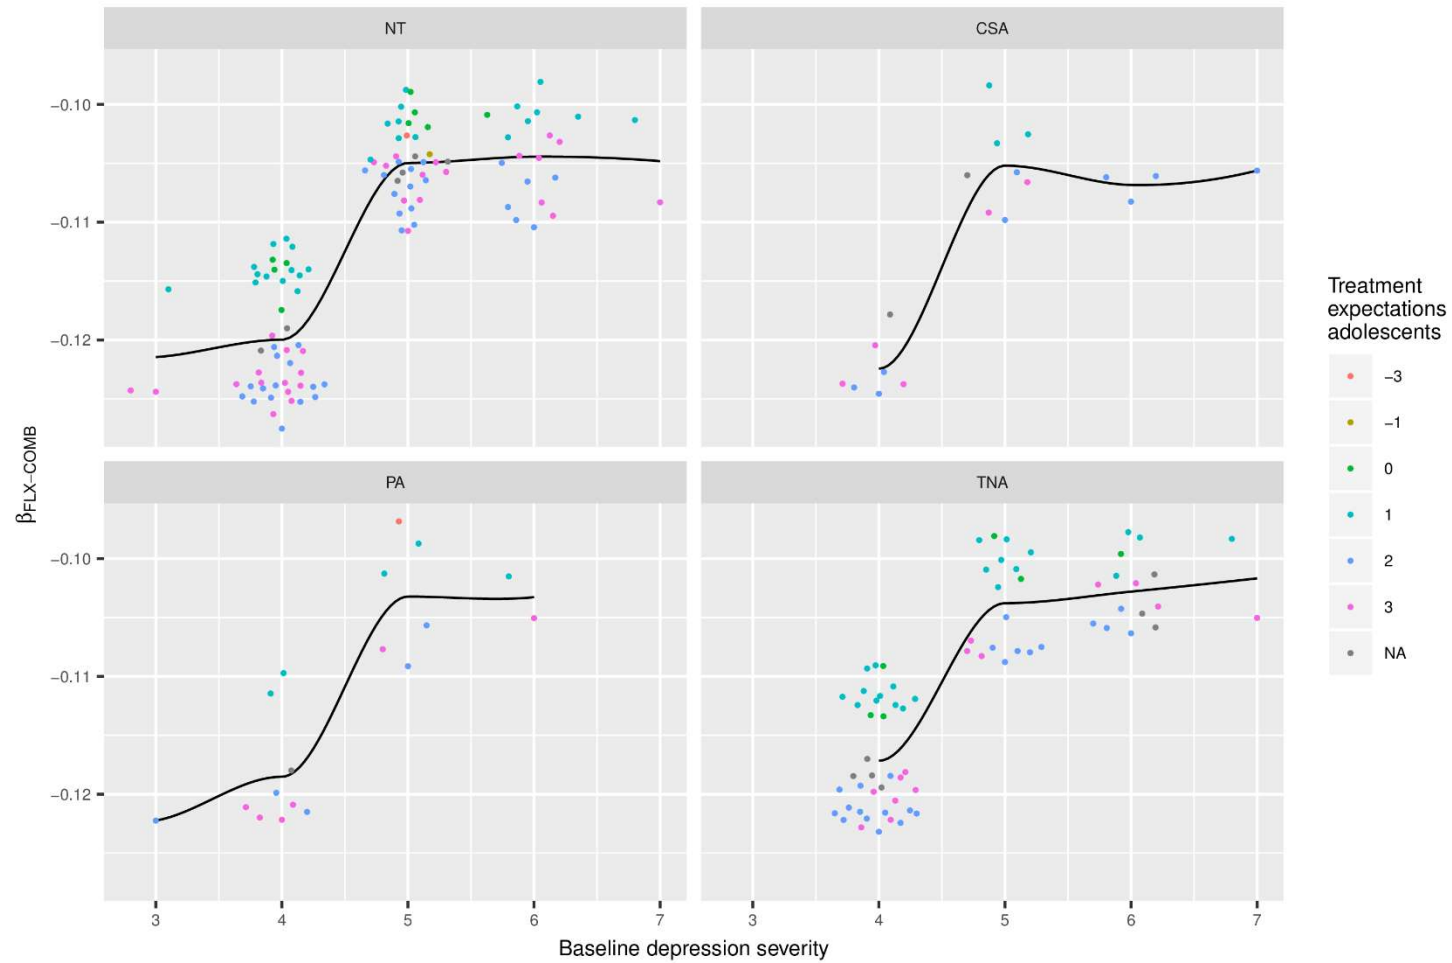 NT
CSA
−0.10
−0.11
−0.12
PA
TNA
−0.10
−0.11
−0.12
3 4 5 6 7
3 4 5 6 7
Baseline depression severity
βFLX−COMB
Treatment
expectations
adolescents
−3
−1
0
1
2
3
NA